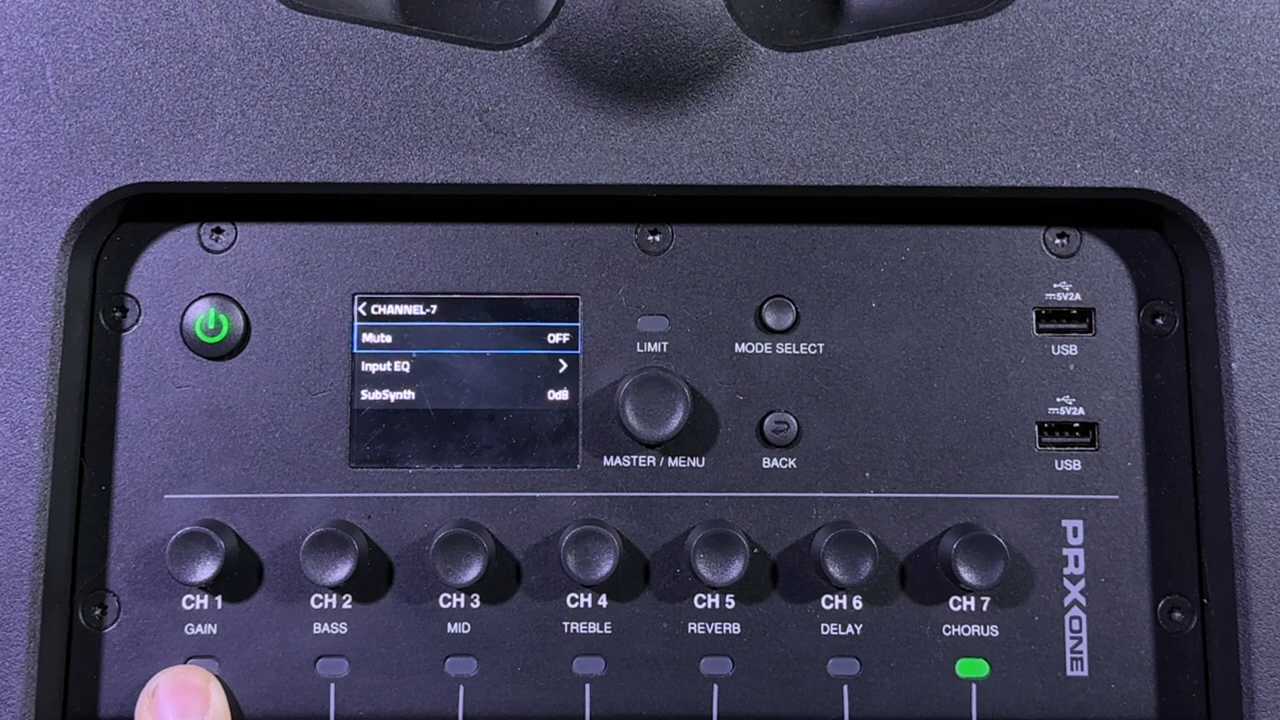 CHANNEL-7
Mute OFF
Input EQ
SubSynth 0dB
LIMIT
MASTER / MENU
MODE SELECT
BACK
5V2A
USB
5V2A
USB
CH 1 CH 2 CH 3 CH 4 CH 5 CH 6 CH 7
GAIN BASS MID TREBLE REVERB DELAY CHORUS
PRXONE